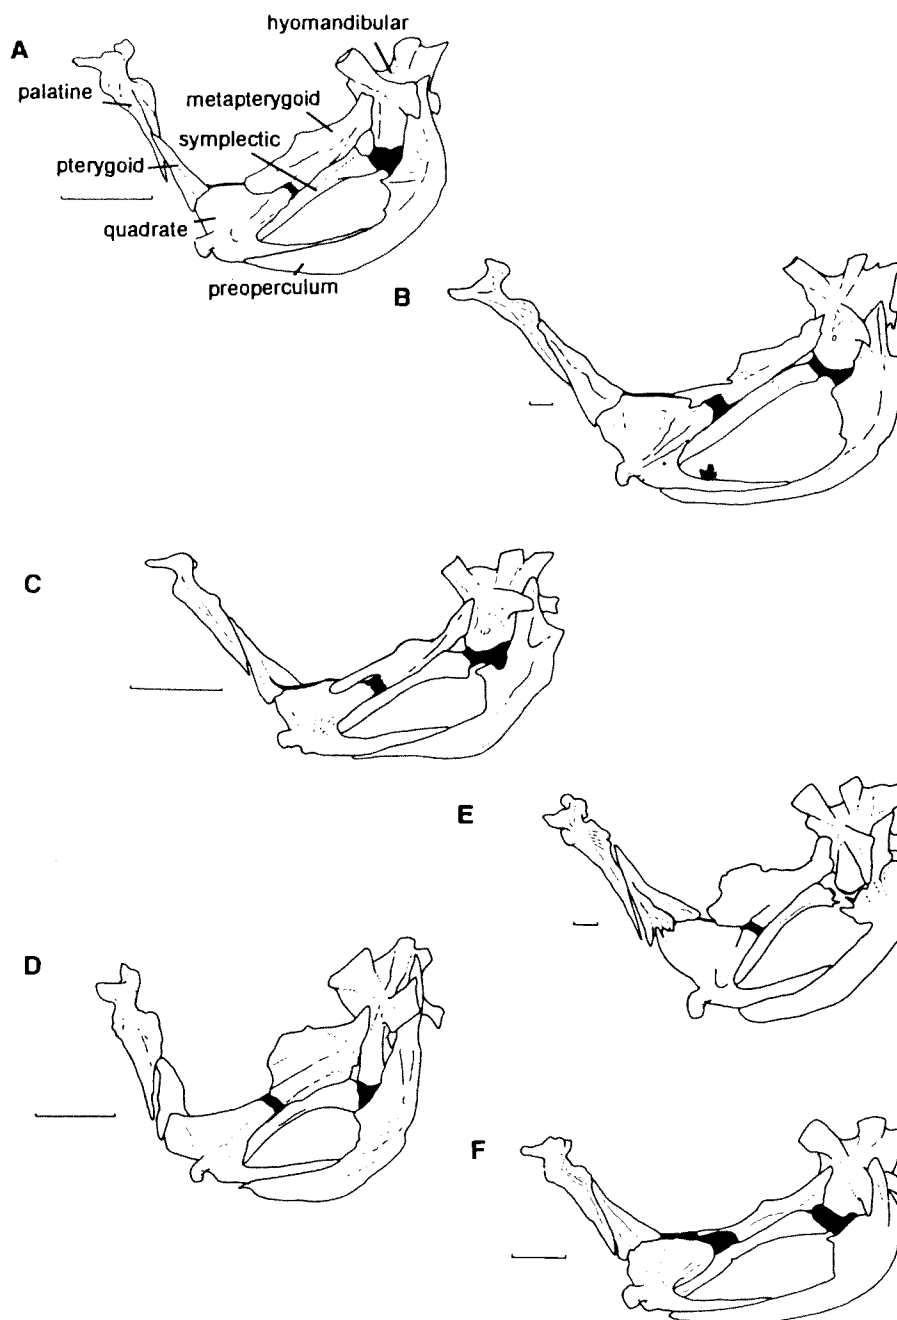 hyomandibular
A
palatine
metapterygoid
symplectic
pterygoid
quadrate
preoperculum
B
C
E
D
F